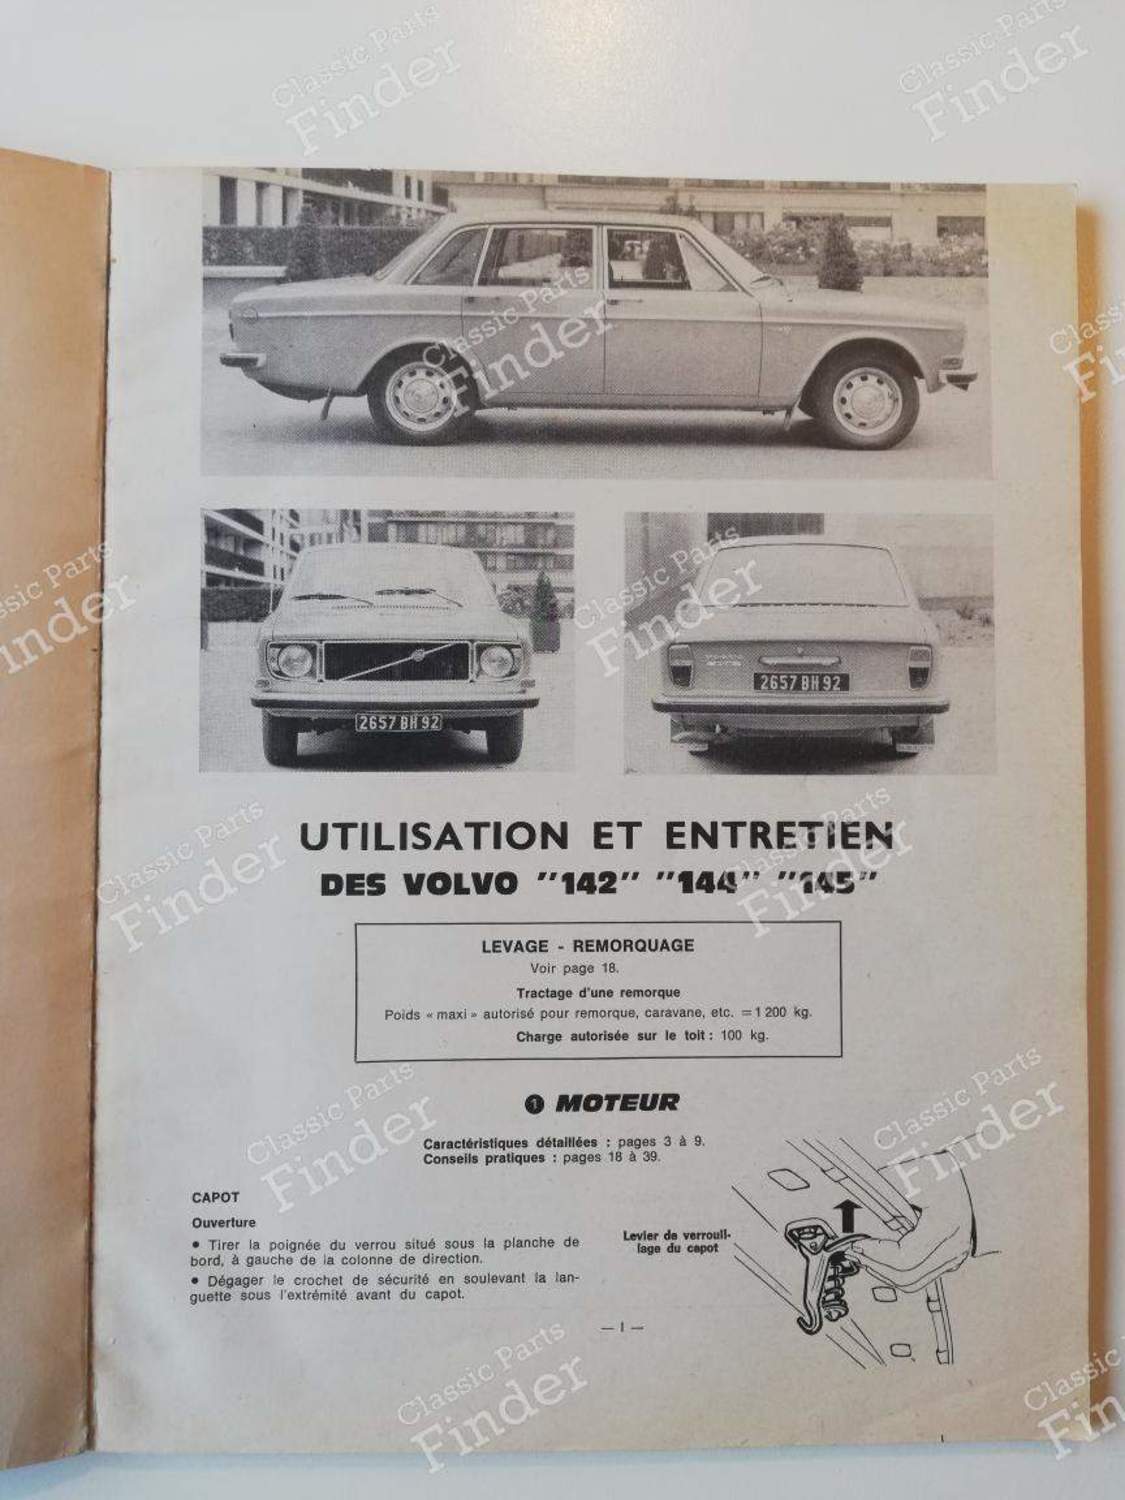 2657 BH 92
2657 BH 92
UTILISATION ET ENTRETIEN
DES VOLVO "142" "144" "145"
LEVAGE - REMORQUAGE
Voir page 18.
Tractage d'une remorque
Poids « maxi » autorisé pour remorque, caravane, etc. = 1 200 kg.
Charge autorisée sur le toit : 100 kg.
1 MOTEUR
Caractéristiques détaillées : pages 3 à 9.
Conseils pratiques : pages 18 à 39.
CAPOT
Ouverture
• Tirer la poignée du verrou situé sous la planche de
bord, à gauche de la colonne de direction.
• Dégager le crochet de sécurité en soulevant la lan-
guette sous l'extrémité avant du capot.
Levier de verrouil-
lage du capot
— I —
Classic Parts
Finder